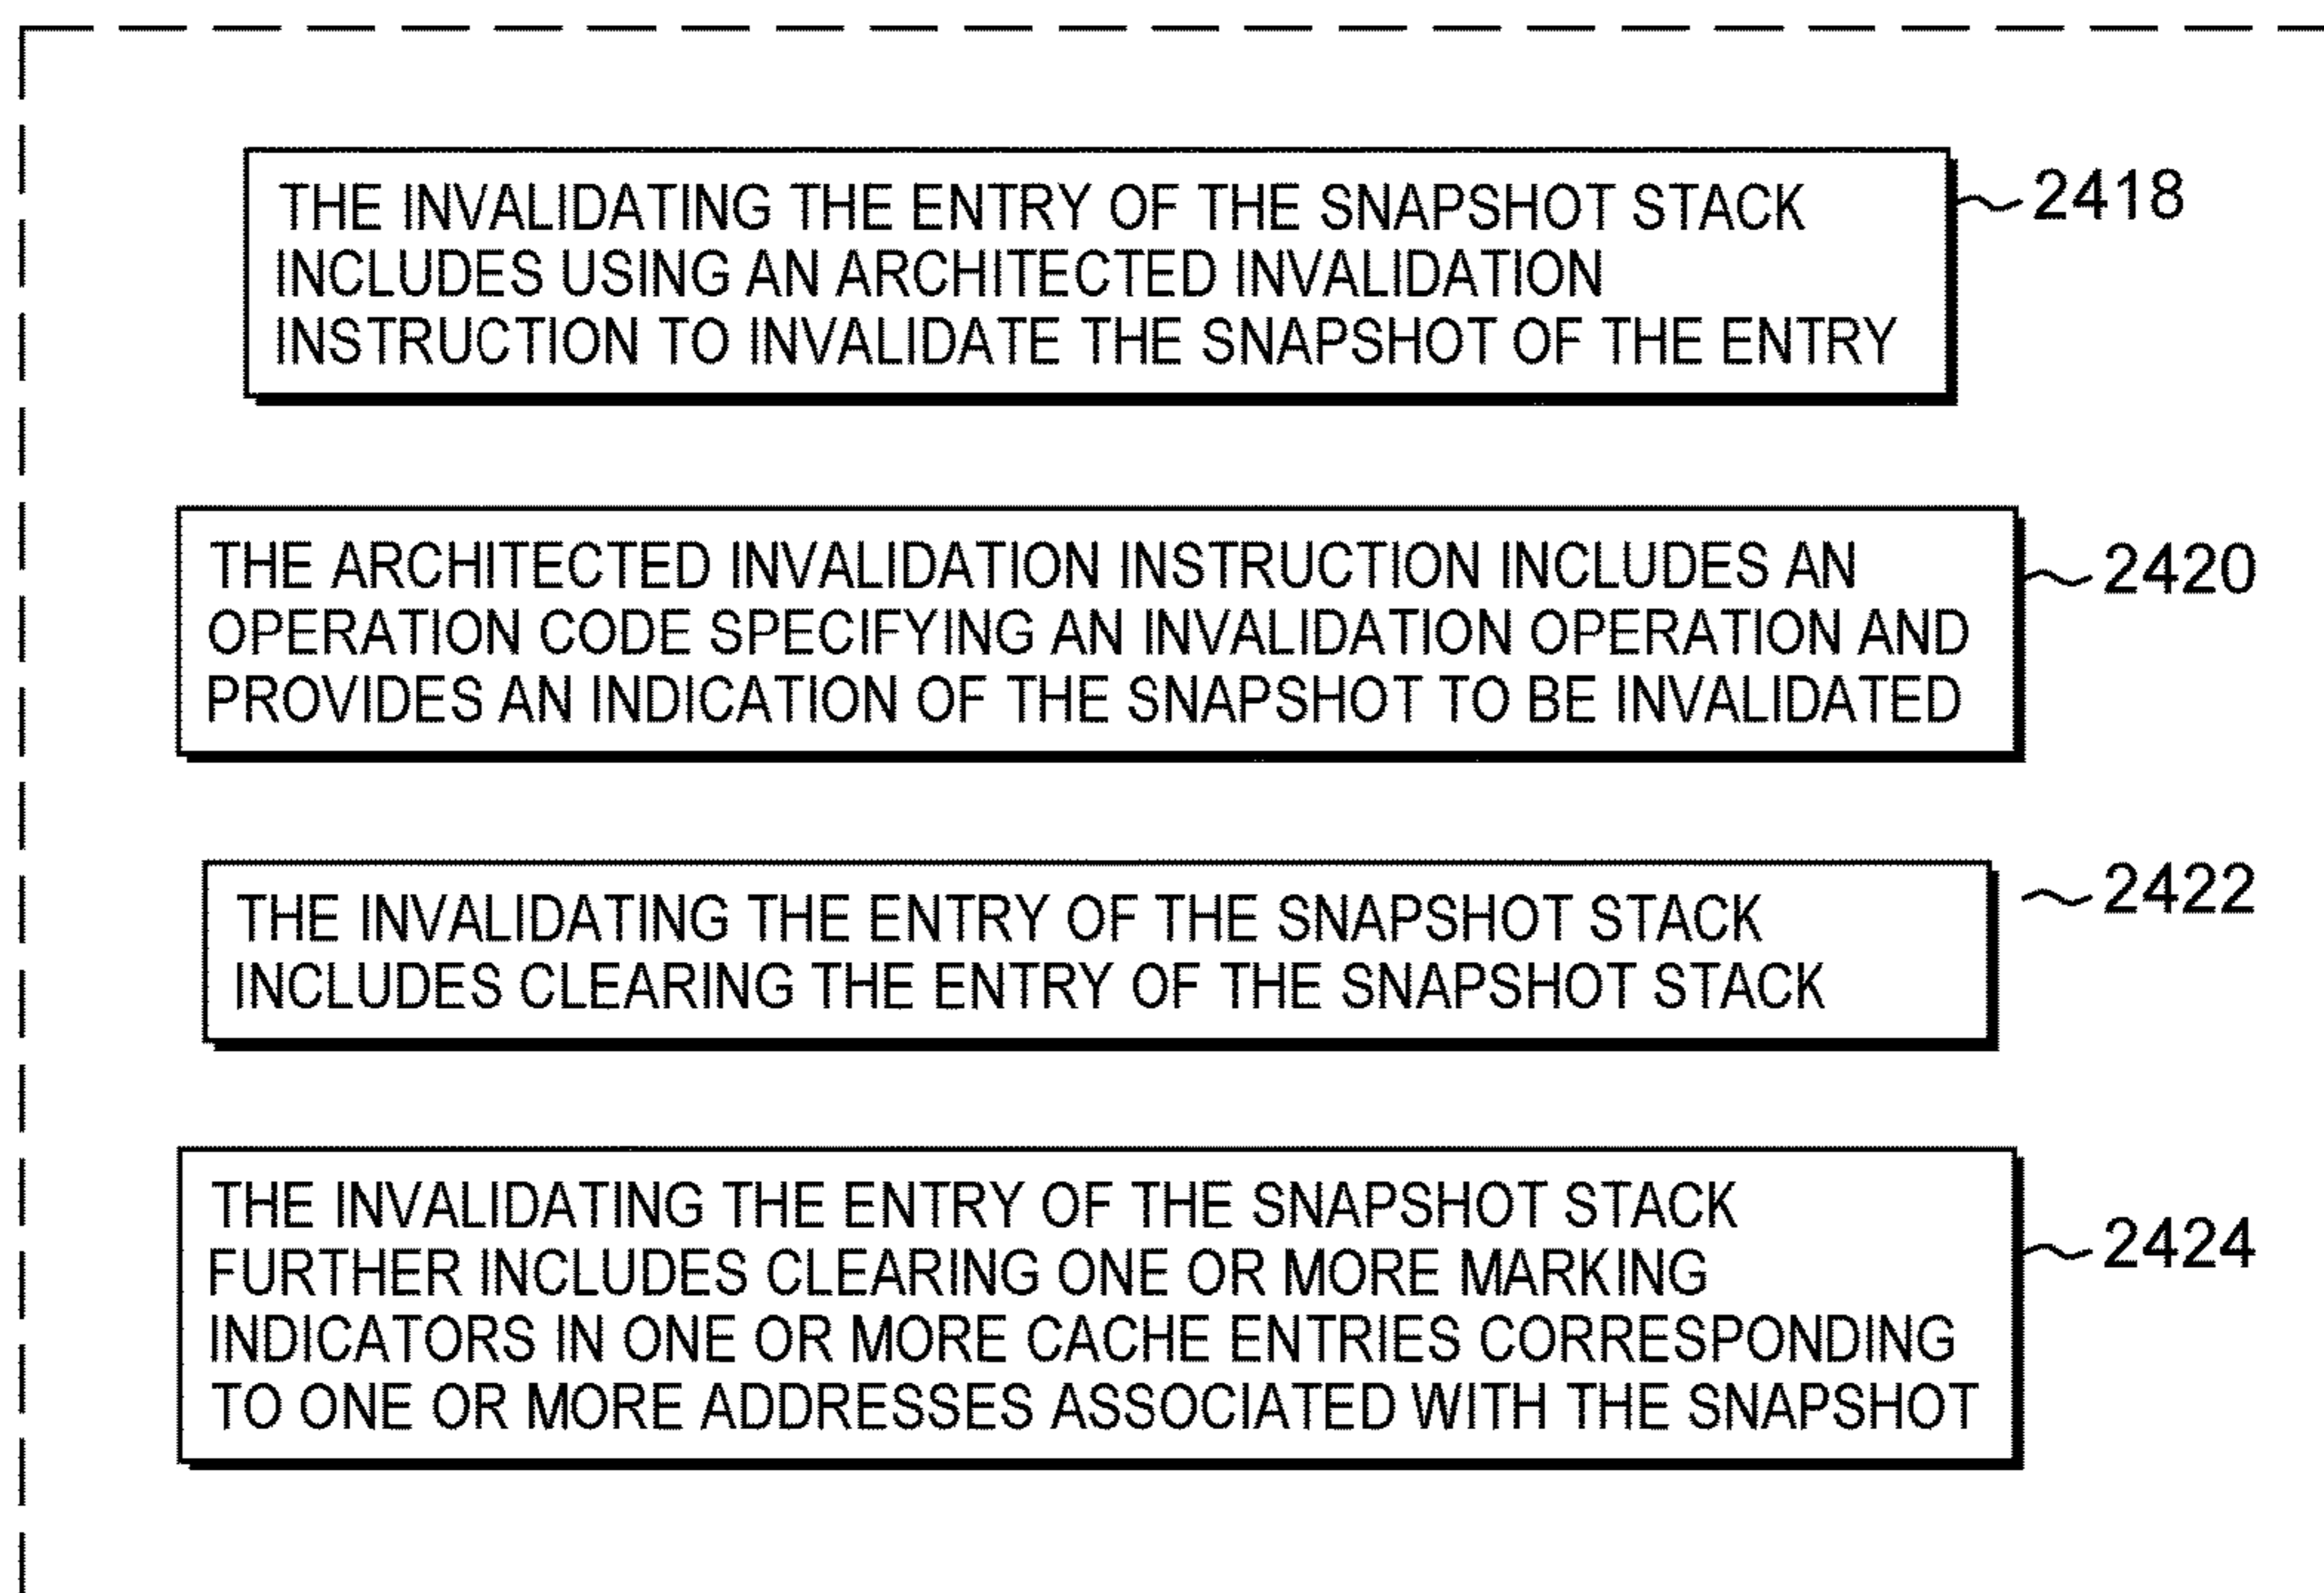 THE INVALIDATING THE ENTRY OF THE SNAPSHOT STACK
INCLUDES USING AN ARCHITECTED INVALIDATION
INSTRUCTION TO INVALIDATE THE SNAPSHOT OF THE ENTRY
2418
THE ARCHITECTED INVALIDATION INSTRUCTION INCLUDES AN
OPERATION CODE SPECIFYING AN INVALIDATION OPERATION AND
PROVIDES AN INDICATION OF THE SNAPSHOT TO BE INVALIDATED
2420
THE INVALIDATING THE ENTRY OF THE SNAPSHOT STACK
INCLUDES CLEARING THE ENTRY OF THE SNAPSHOT STACK
2422
THE INVALIDATING THE ENTRY OF THE SNAPSHOT STACK
FURTHER INCLUDES CLEARING ONE OR MORE MARKING
INDICATORS IN ONE OR MORE CACHE ENTRIES CORRESPONDING
TO ONE OR MORE ADDRESSES ASSOCIATED WITH THE SNAPSHOT
2424